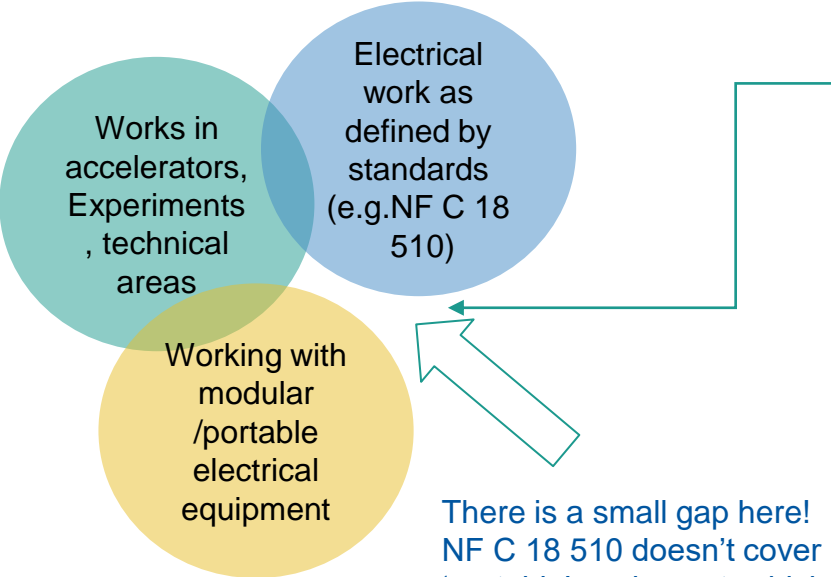 Electrical
work as
defined by
standards
(e.g.NF C 18
510)
Works in
accelerators,
Experiments
, technical
areas
Working with
modular
/portable
electrical
equipment
There is a small gap here!
NF C 18 510 doesn't cover